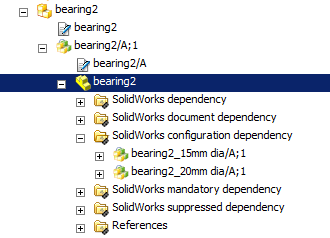 bearing2
bearing2
bearing2/A;1
bearing2/A
bearing2
SolidWorks dependency
SolidWorks document dependency
SolidWorks configuration dependency
bearing2_15mm dia/A;1
bearing2_20mm dia/A;1
SolidWorks mandatory dependency
SolidWorks suppressed dependency
References